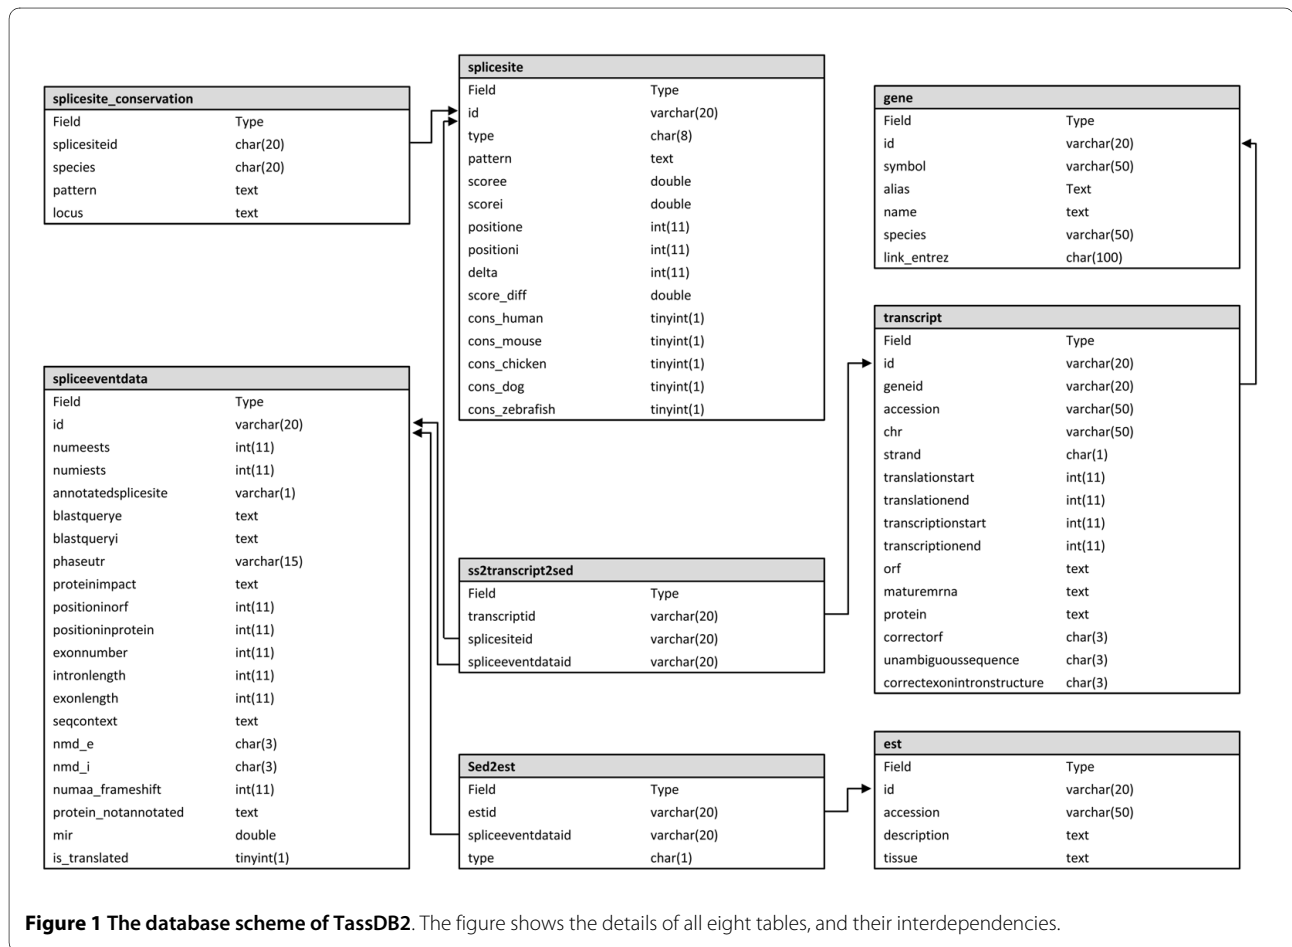 splicesite_conservation
Field Type
splicesiteid char(20)
species char(20)
pattern text
locus text
splicesite
Field Type
id varchar(20)
type char(8)
pattern text
scoree double
scorei double
positione int(11)
positioni int(11)
delta int(11)
score_diff double
cons_human tinyint(1)
cons_mouse tinyint(1)
cons_chicken tinyint(1)
cons_dog tinyint(1)
cons_zebrafish tinyint(1)
gene
Field Type
id varchar(20)
symbol varchar(50)
alias Text
name text
species varchar(50)
link_entrez char(100)
spliceeventdata
Field Type
id varchar(20)
numeests int(11)
numiests int(11)
annotatedsplicesite varchar(1)
blastquerye text
blastqueryi text
phaseutr varchar(15)
proteinimpact text
positioninorf int(11)
positioninprotein int(11)
exonnumber int(11)
intronlength int(11)
exonlength int(11)
seqcontext text
nmd_e char(3)
nmd_i char(3)
numaa_frameshift int(11)
protein_notannotated text
mir double
is_translated tinyint(1)
ss2transcript2sed
Field Type
transcriptid varchar(20)
splicesiteid varchar(20)
spliceeventdataid varchar(20)
transcript
Field Type
id varchar(20)
geneid varchar(20)
accession varchar(50)
chr varchar(50)
strand char(1)
translationstart int(11)
translationend int(11)
transcriptionstart int(11)
transcriptionend int(11)
orf text
maturemrna text
protein text
correctorf char(3)
unambiguoussequence char(3)
correctexonintronstructure char(3)
Sed2est
Field Type
estid varchar(20)
spliceeventdataid varchar(20)
type char(1)
est
Field Type
id varchar(20)
accession varchar(50)
description text
tissue text
Figure 1 The database scheme of TassDB2. The figure shows the details of all eight tables, and their interdependencies.